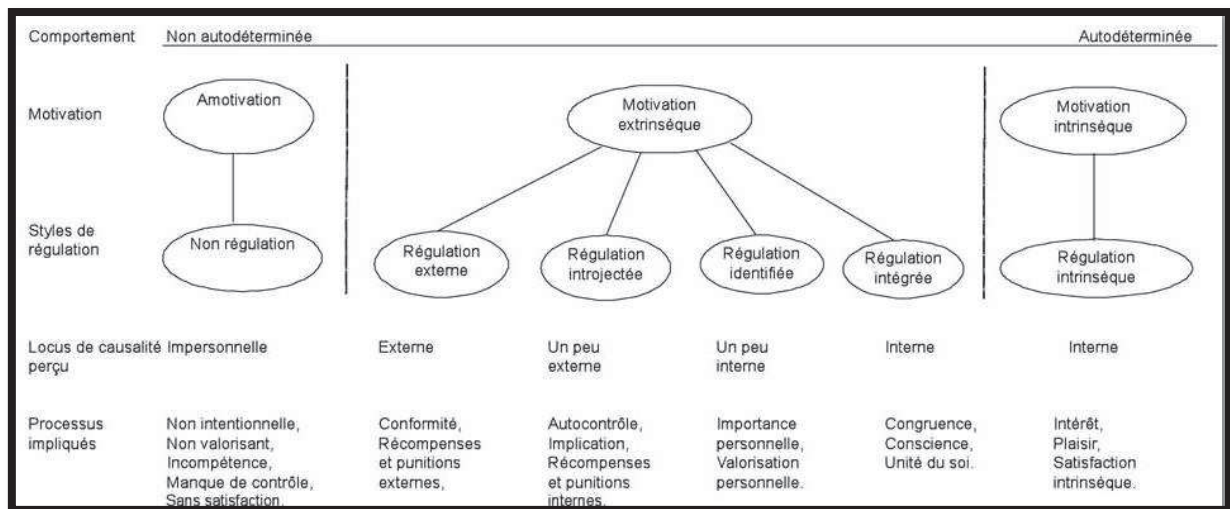 Comportement Non autodéterminée Autodéterminée
Motivation
Amotivation
Motivation
extrinsèque
Motivation
intrinsèque
Styles de
régulation
Non régulation
Régulation
externe
Régulation
introjectée
Régulation
identifiée
Régulation
intégrée
Régulation
intrinsèque
Locus de causalité
perçu
Impersonnelle
Externe
Un peu
externe
Un peu
interne
Interne
Interne
Processus
impliqués
Non intentionnelle,
Non valorisant,
Incompétence,
Manque de contrôle,
Sans satisfaction.
Conformité,
Récompenses
et punitions
externes,
Autocontrôle,
Implication,
Récompenses
et punitions
internes.
Importance
personnelle,
Valorisation
personnelle.
Congruence,
Conscience,
Unité du soi.
Intérêt,
Plaisir,
Satisfaction
intrinsèque.